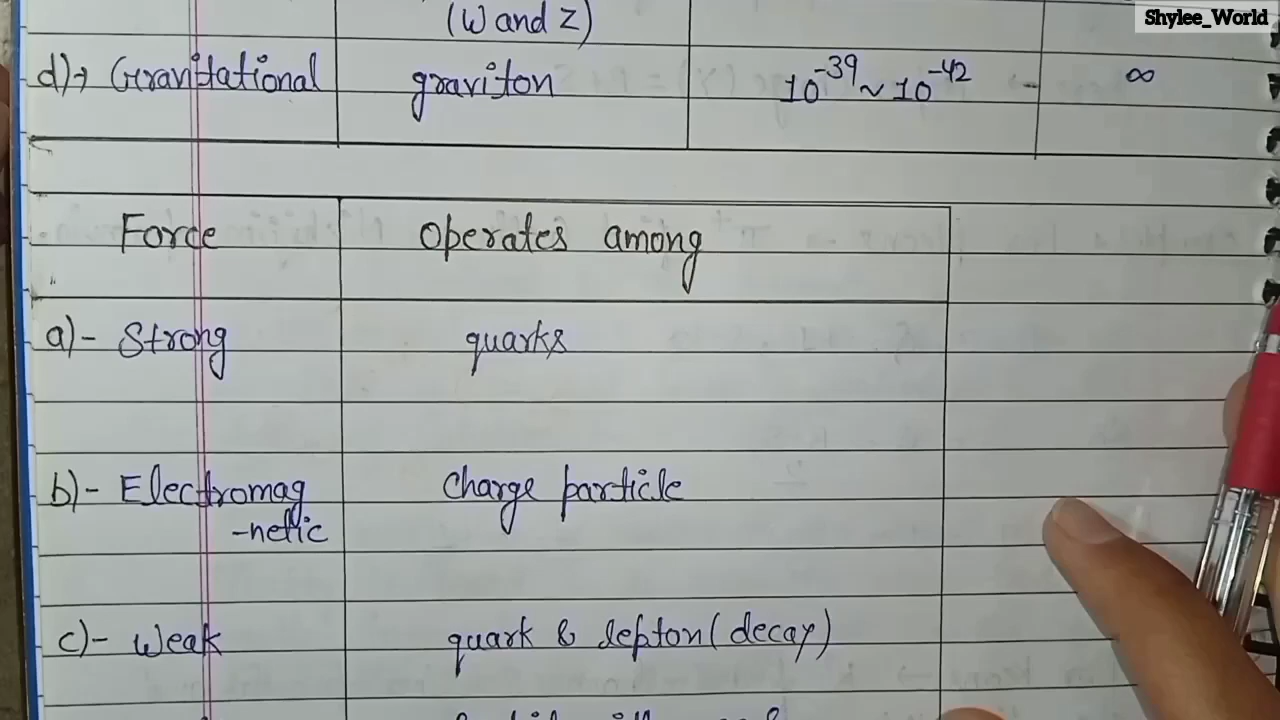 Shylee_World
(W and Z)
d)→ Gravitational graviton 10⁻³⁹ ~ 10⁻⁴² ∞
Force Operates among
a)- Strong quarks
b)- Electromag charge particle
-netic
c)- Weak quark & lepton (decay)